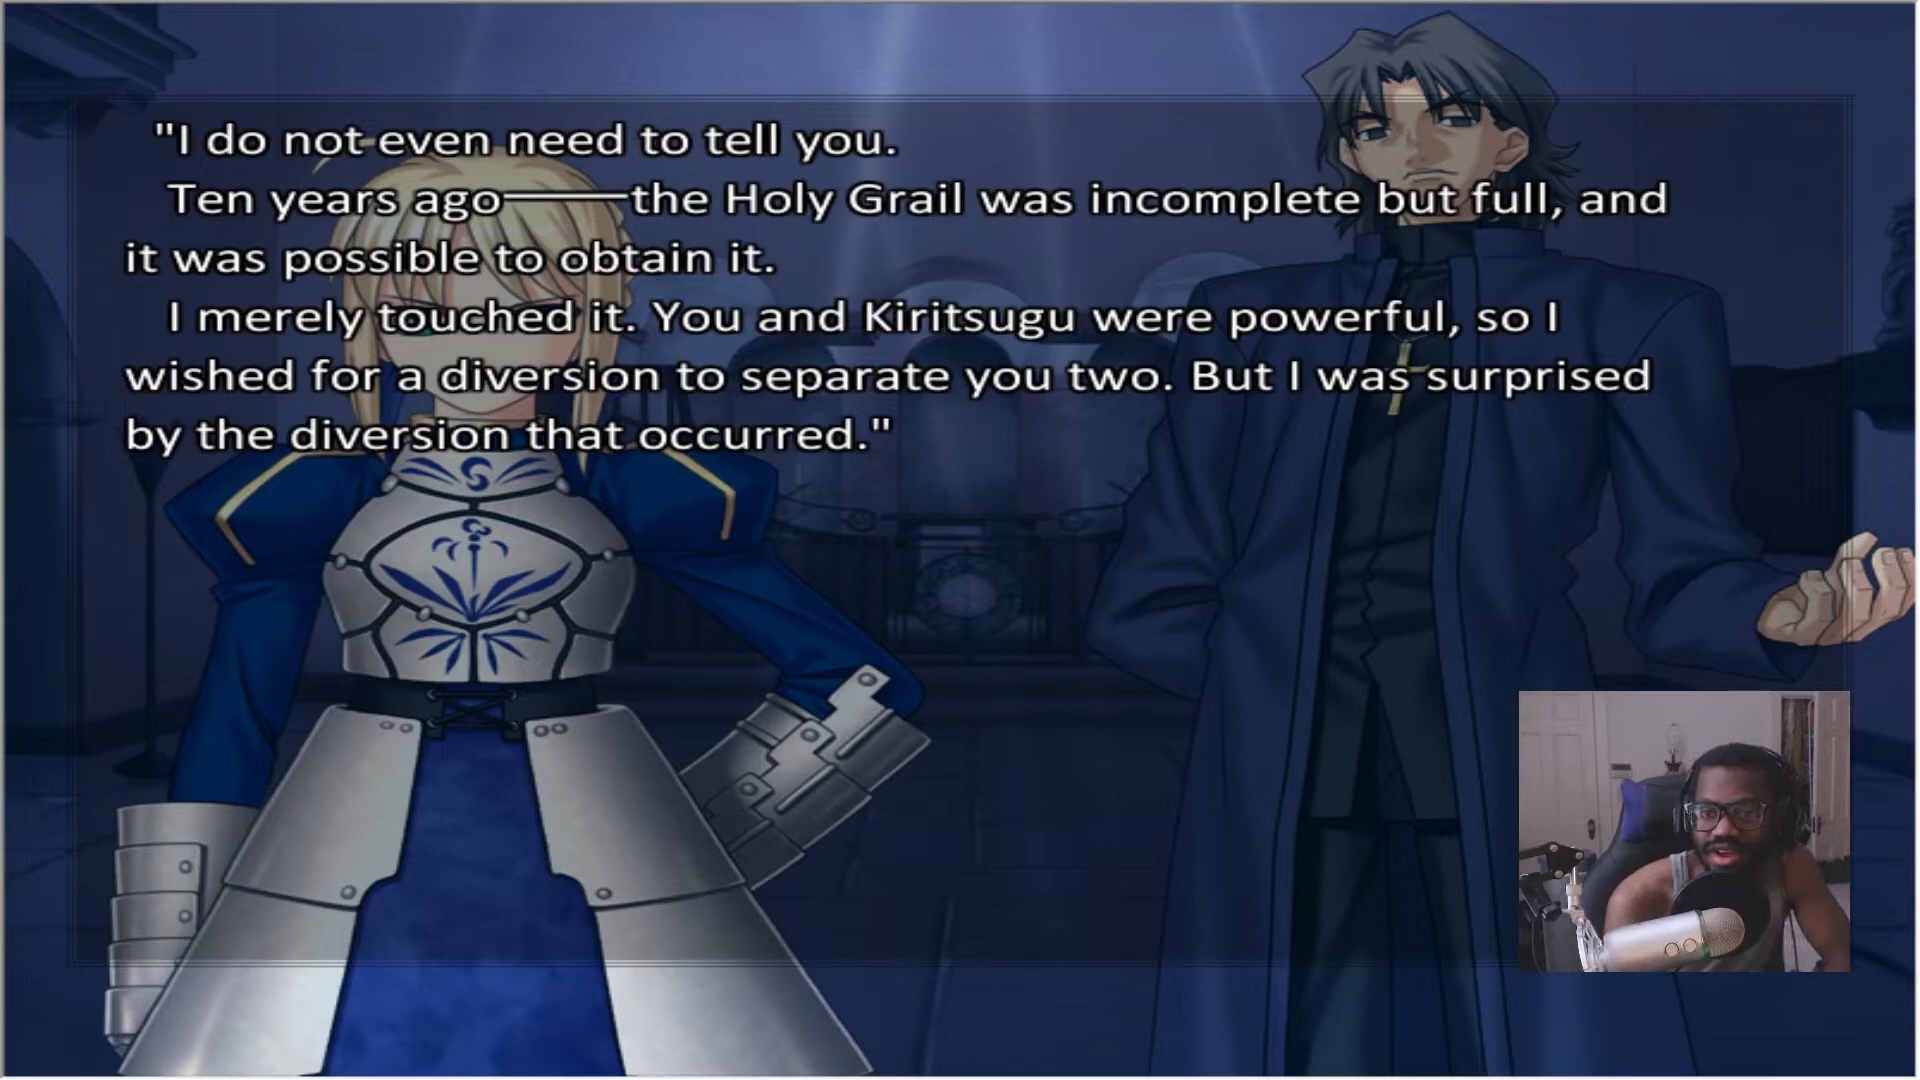 "I do not even need to tell you.
Ten years ago———the Holy Grail was incomplete but full, and
it was possible to obtain it.
I merely touched it. You and Kiritsugu were powerful, so I
wished for a diversion to separate you two. But I was surprised
by the diversion that occurred."